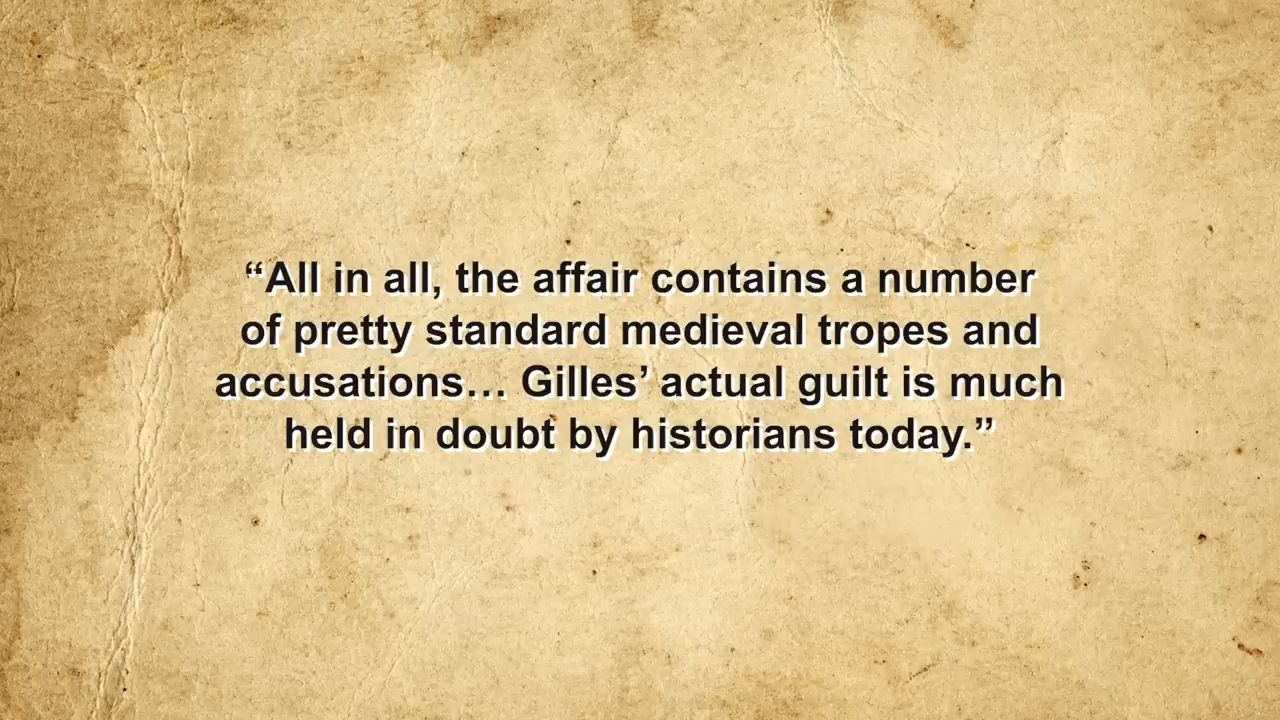 “All in all, the affair contains a number
of pretty standard medieval tropes and
accusations… Gilles’ actual guilt is much
held in doubt by historians today.”